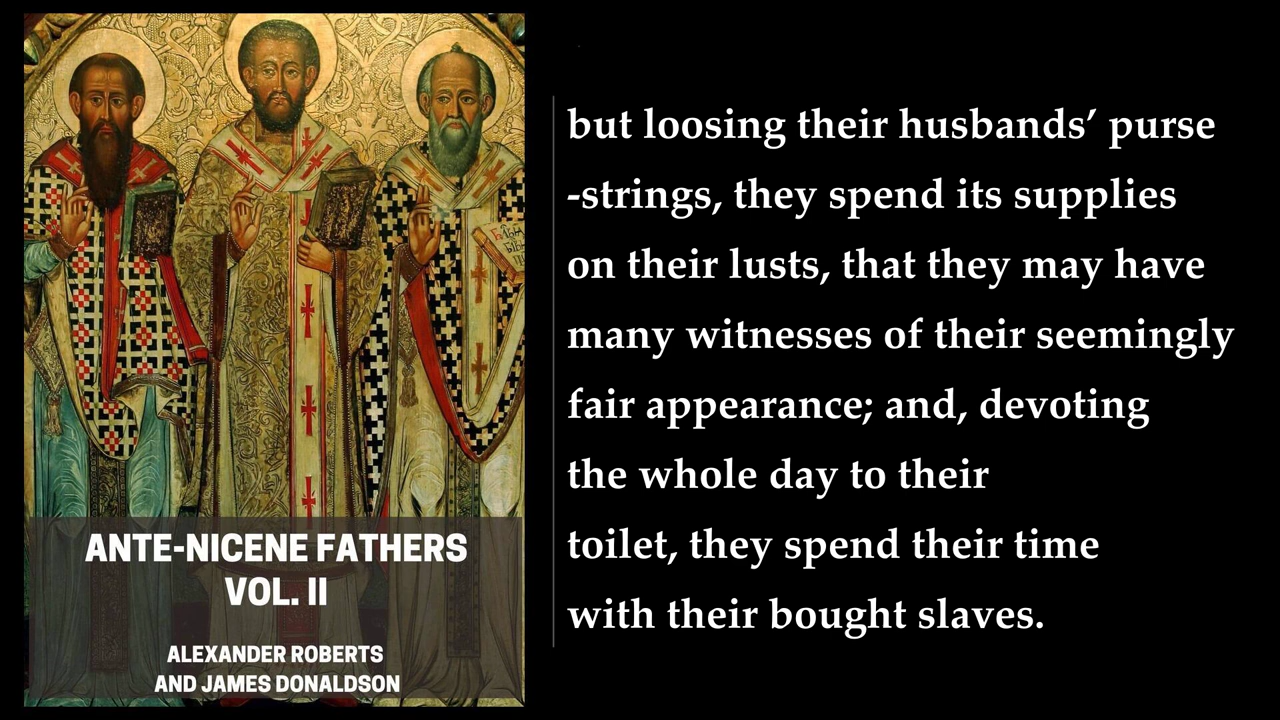 ANTE-NICENE FATHERS
VOL. II
ALEXANDER ROBERTS
AND JAMES DONALDSON
but loosing their husbands’ purse
-strings, they spend its supplies
on their lusts, that they may have
many witnesses of their seemingly
fair appearance; and, devoting
the whole day to their
toilet, they spend their time
with their bought slaves.